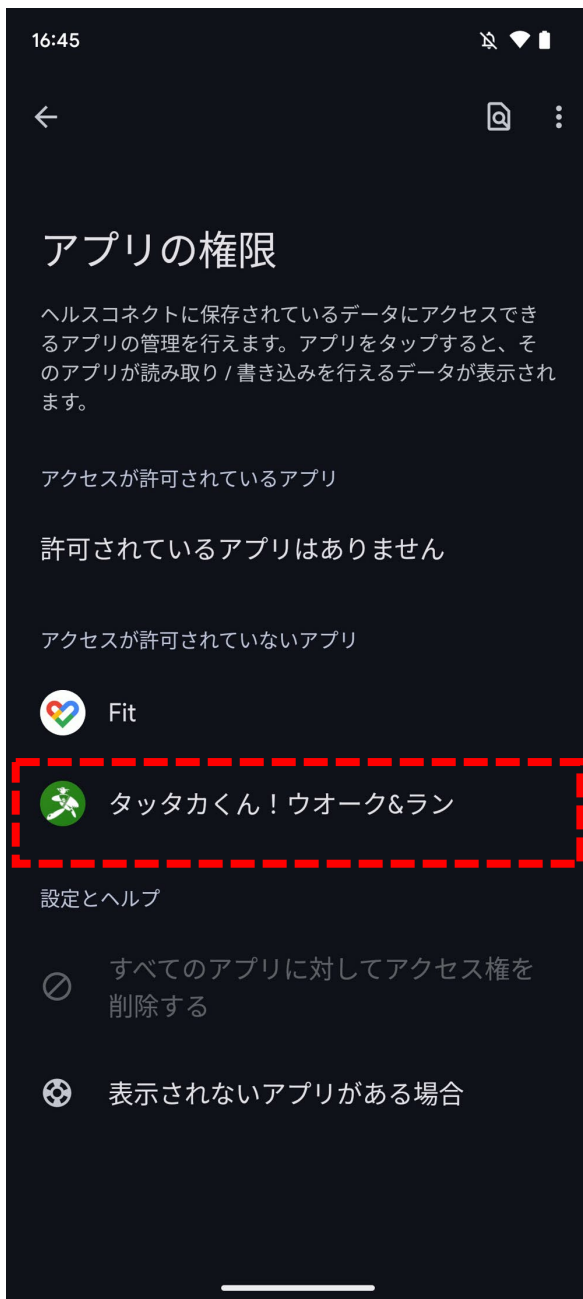 16:45
アプリの権限
ヘルスコネクトに保存されているデータにアクセスでき
るアプリの管理を行えます。アプリをタップすると、そ
のアプリが読み取り / 書き込みを行えるデータが表示され
ます。
アクセスが許可されているアプリ
許可されているアプリはありません
アクセスが許可されていないアプリ
Fit
タッタカくん！ウオーク&ラン
設定とヘルプ
すべてのアプリに対してアクセス権を
削除する
表示されないアプリがある場合